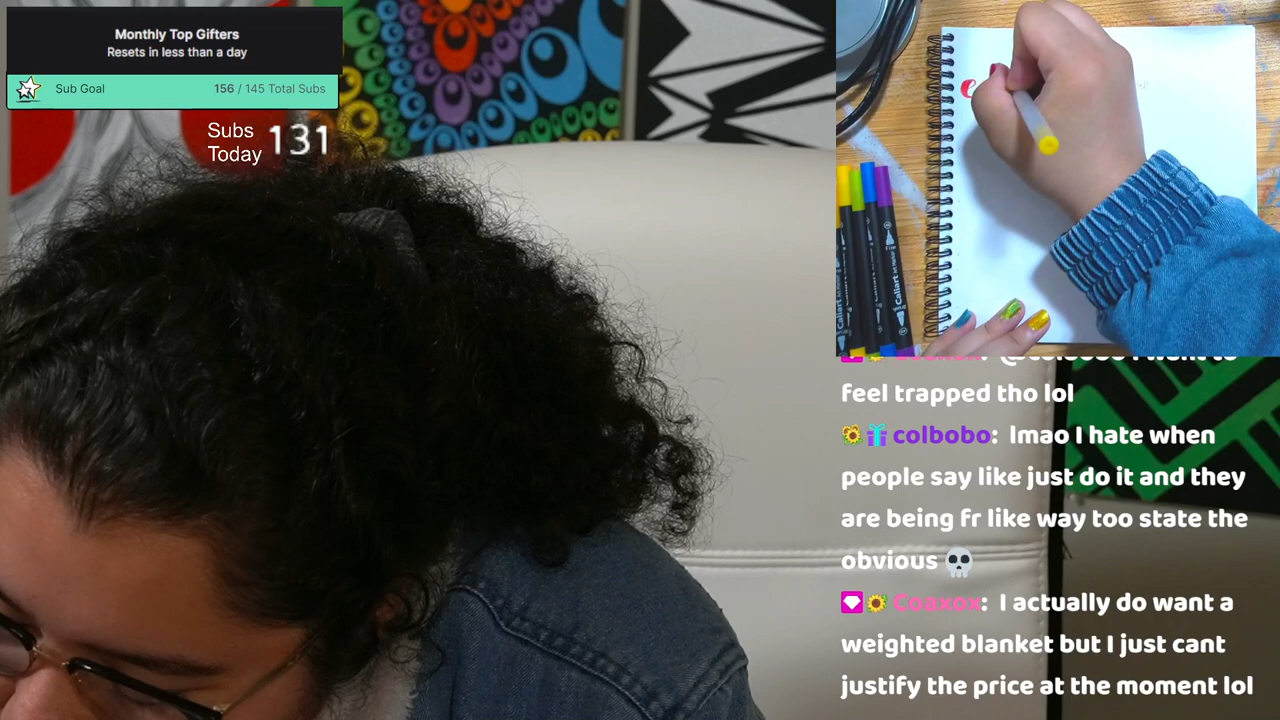 Monthly Top Gifters
Resets in less than a day
Sub Goal 156 / 145 Total Subs
Subs Today 131
e
Caliart
feel trapped tho lol
colbobo: lmao I hate when
people say like just do it and they
are being fr like way too state the
obvious 💀
Coaxox: I actually do want a
weighted blanket but I just cant
justify the price at the moment lol